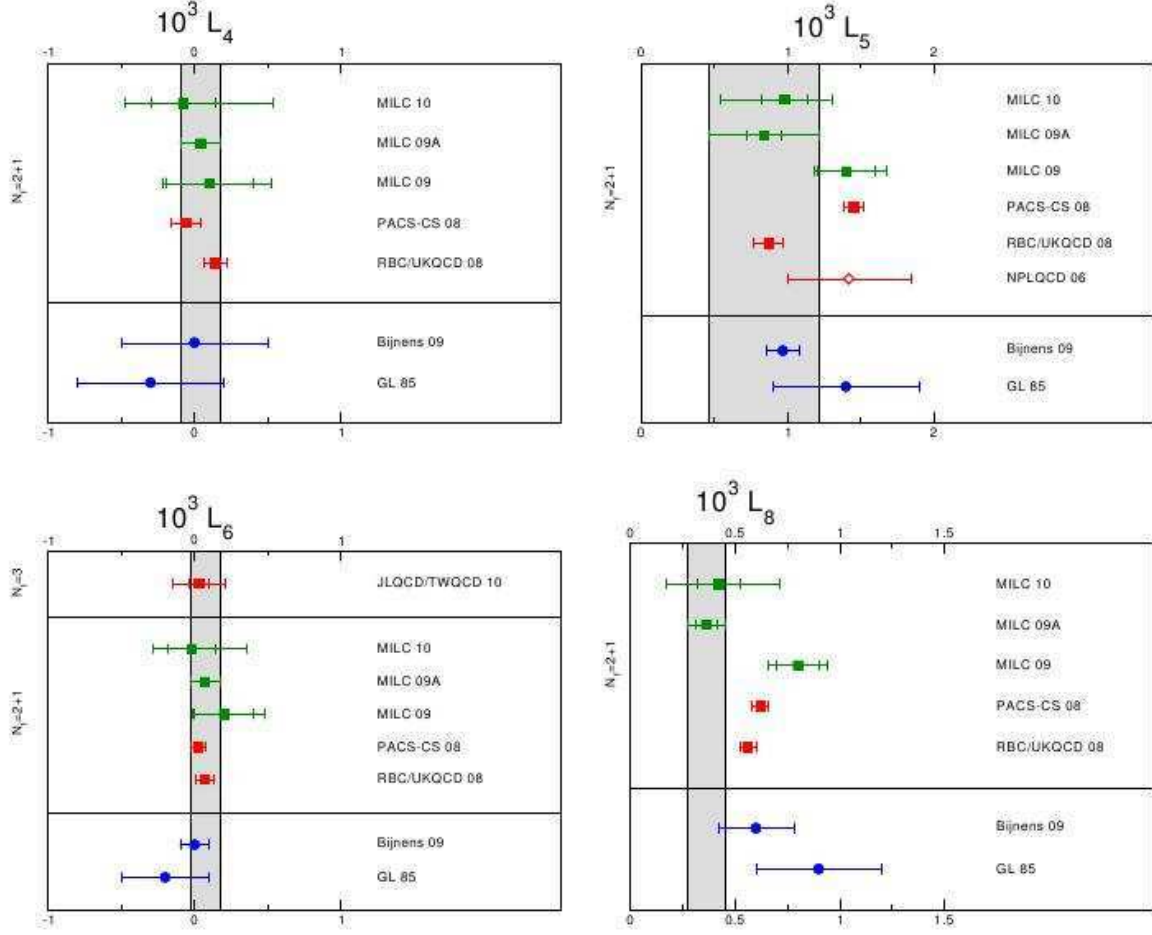 10³ L₄
-1 0 1
N_f=2+1
MILC 10
MILC 09A
MILC 09
PACS-CS 08
RBC/UKQCD 08
Bijnens 09
GL 85
-1 0 1
10³ L₅
0 1 2
N_f=2+1
MILC 10
MILC 09A
MILC 09
PACS-CS 08
RBC/UKQCD 08
NPLQCD 06
Bijnens 09
GL 85
0 1 2
10³ L₆
-1 0 1
N_f=3
JLQCD/TWQCD 10
N_f=2+1
MILC 10
MILC 09A
MILC 09
PACS-CS 08
RBC/UKQCD 08
Bijnens 09
GL 85
-1 0 1
10³ L₈
0 0.5 1 1.5
N_f=2+1
MILC 10
MILC 09A
MILC 09
PACS-CS 08
RBC/UKQCD 08
Bijnens 09
GL 85
0 0.5 1 1.5